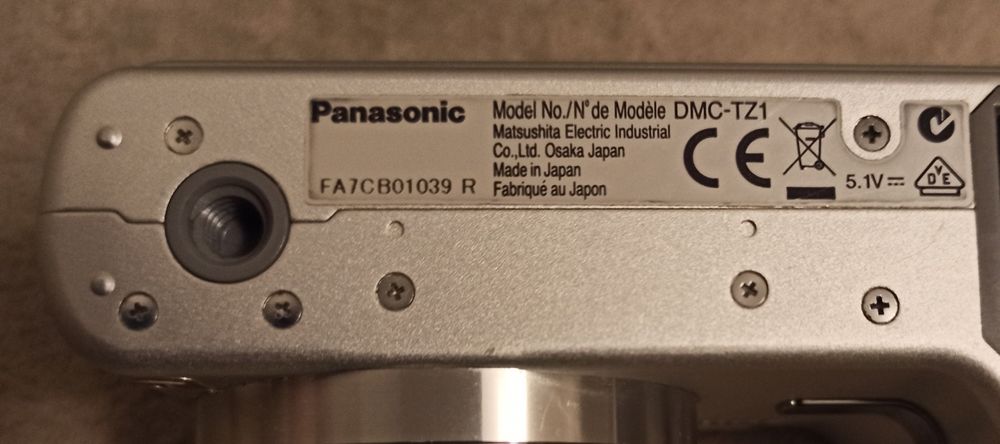 Panasonic
FA7CB01039 R
Model No./N° de Modèle DMC-TZ1
Matsushita Electric Industrial
Co.,Ltd. Osaka Japan
Made in Japan
Fabriqué au Japon
CE
5.1V⎓
DVE